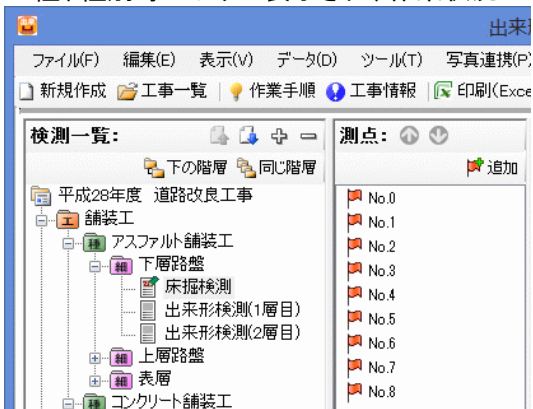 出来形
ファイル(F) 編集(E) 表示(V) データ(D) ツール(T) 写真連携(P)
新規作成 工事一覧 作業手順 工事情報 印刷(Exce
検測一覧: 測点:
下の階層 同じ階層 追加
平成28年度 道路改良工事
工 舗装工
種 アスファルト舗装工
細 下層路盤
床掘検測
出来形検測(1層目)
出来形検測(2層目)
細 上層路盤
細 表層
種 コンクリート舗装工
No.0
No.1
No.2
No.3
No.4
No.5
No.6
No.7
No.8